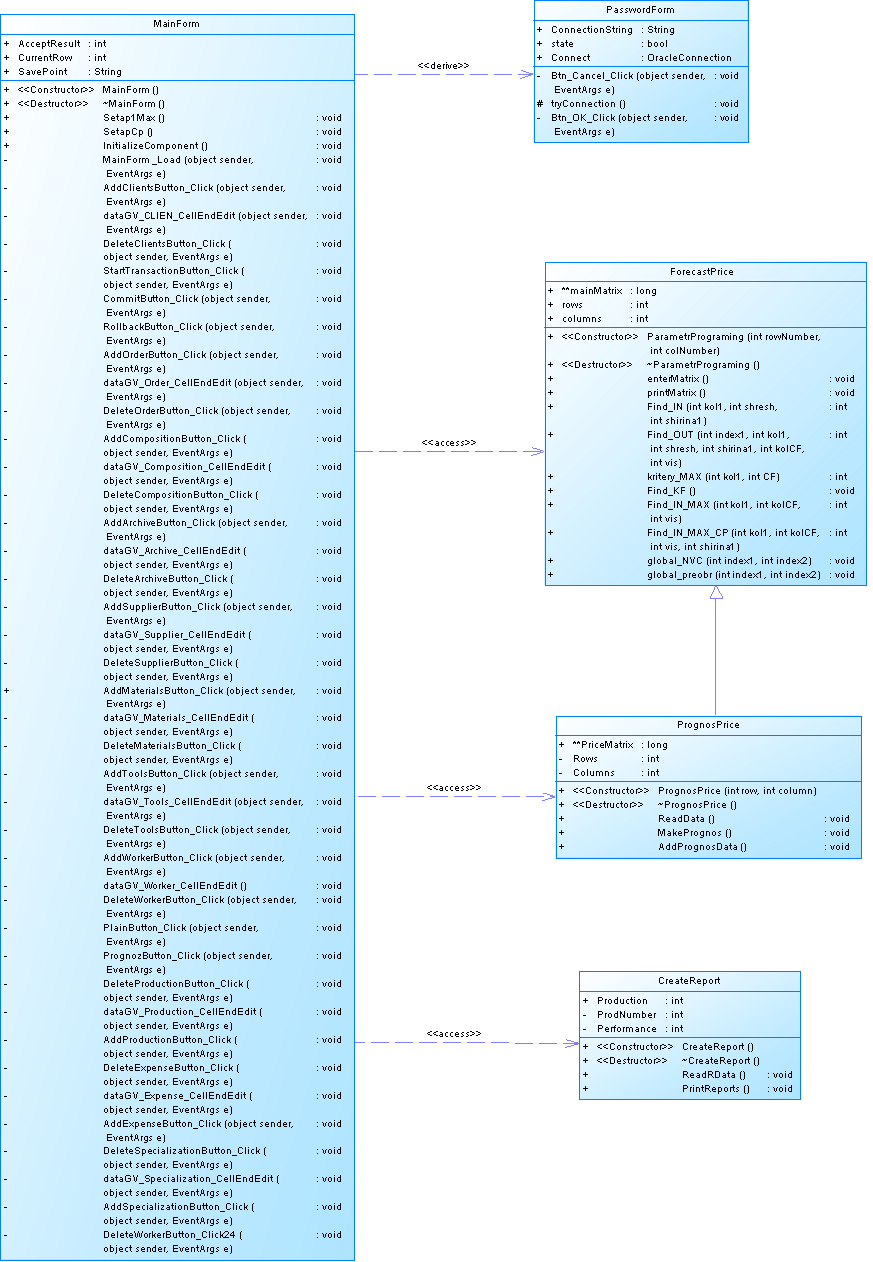 MainForm
+ AcceptResult : int
+ CurrentRow : int
+ SavePoint : String
+ <<Constructor>> MainForm ()
+ <<Destructor>> ~MainForm ()
+ Setap1Max () : void
+ SetapCp () : void
+ InitializeComponent () : void
- MainForm_Load (object sender, : void
EventArgs e)
- AddClientsButton_Click (object sender, : void
EventArgs e)
- dataGV_CLIEN_CellEndEdit (object sender, : void
EventArgs e)
- DeleteClientsButton_Click ( : void
object sender, EventArgs e)
- StartTransactionButton_Click ( : void
object sender, EventArgs e)
- CommitButton_Click (object sender, : void
EventArgs e)
- RollbackButton_Click (object sender, : void
EventArgs e)
- AddOrderButton_Click (object sender, : void
EventArgs e)
- dataGV_Order_CellEndEdit (object sender, : void
EventArgs e)
- DeleteOrderButton_Click (object sender, : void
EventArgs e)
- AddCompositionButton_Click ( : void
object sender, EventArgs e)
- dataGV_Composition_CellEndEdit ( : void
object sender, EventArgs e)
- DeleteCompositionButton_Click ( : void
object sender, EventArgs e)
- AddArchiveButton_Click (object sender, : void
EventArgs e)
- dataGV_Archive_CellEndEdit ( : void
object sender, EventArgs e)
- DeleteArchiveButton_Click ( : void
object sender, EventArgs e)
- AddSupplierButton_Click (object sender, : void
EventArgs e)
- dataGV_Supplier_CellEndEdit ( : void
object sender, EventArgs e)
- DeleteSupplierButton_Click ( : void
object sender, EventArgs e)
+ AddMaterialsButton_Click (object sender, : void
EventArgs e)
- dataGV_Materials_CellEndEdit ( : void
object sender, EventArgs e)
- DeleteMaterialsButton_Click ( : void
object sender, EventArgs e)
- AddToolsButton_Click (object sender, : void
EventArgs e)
- dataGV_Tools_CellEndEdit (object sender, : void
EventArgs e)
- DeleteToolsButton_Click (object sender, : void
EventArgs e)
- AddWorkerButton_Click (object sender, : void
EventArgs e)
- dataGV_Worker_CellEndEdit () : void
- DeleteWorkerButton_Click (object sender, : void
EventArgs e)
- PlainButton_Click (object sender, : void
EventArgs e)
- PrognozButton_Click (object sender, : void
EventArgs e)
- DeleteProductionButton_Click ( : void
object sender, EventArgs e)
- dataGV_Production_CellEndEdit ( : void
object sender, EventArgs e)
- AddProductionButton_Click ( : void
object sender, EventArgs e)
- DeleteExpenseButton_Click ( : void
object sender, EventArgs e)
- dataGV_Expense_CellEndEdit ( : void
object sender, EventArgs e)
- AddExpenseButton_Click (object sender, : void
EventArgs e)
- DeleteSpecializationButton_Click ( : void
object sender, EventArgs e)
- dataGV_Specialization_CellEndEdit ( : void
object sender, EventArgs e)
- AddSpecializationButton_Click ( : void
object sender, EventArgs e)
- DeleteWorkerButton_Click24 ( : void
object sender, EventArgs e)
<<derive>>
PasswordForm
+ ConnectionString : String
+ state : bool
+ Connect : OracleConnection
- Btn_Cancel_Click (object sender, : void
EventArgs e)
# tryConnection () : void
- Btn_OK_Click (object sender, : void
EventArgs e)
<<access>>
ForecastPrice
+ **mainMatrix : long
+ rows : int
+ columns : int
+ <<Constructor>> ParametrPrograming (int rowNumber,
int colNumber)
+ <<Destructor>> ~ParametrPrograming ()
+ enterMatrix () : void
+ printMatrix () : void
+ Find_IN (int kol1, int shresh, : int
int shirina1)
+ Find_OUT (int index1, int kol1, : int
int shresh, int shirina1, int kolCF,
int vis)
+ kritery_MAX (int kol1, int CF) : int
+ Find_KF () : void
+ Find_IN_MAX (int kol1, int kolCF, : int
int vis)
+ Find_IN_MAX_CP (int kol1, int kolCF, : int
int vis, int shirina1)
+ global_NVC (int index1, int index2) : void
+ global_preobr (int index1, int index2) : void
<<access>>
PrognosPrice
+ **PriceMatrix : long
- Rows : int
- Columns : int
+ <<Constructor>> PrognosPrice (int row, int column)
+ <<Destructor>> ~PrognosPrice ()
+ ReadData () : void
+ MakePrognos () : void
+ AddPrognosData () : void
<<access>>
CreateReport
+ Production : int
- ProdNumber : int
- Performance : int
+ <<Constructor>> CreateReport ()
+ <<Destructor>> ~CreateReport ()
+ ReadRData () : void
+ PrintReports () : void